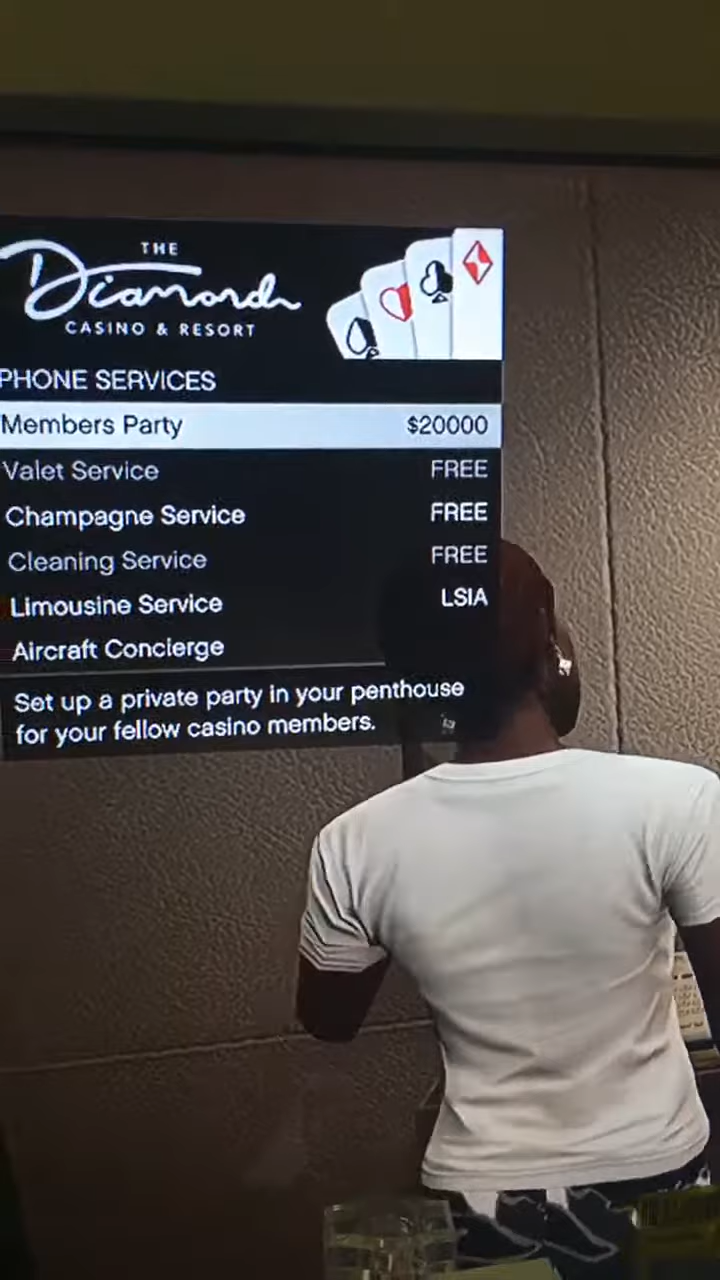 THE
Diamond
CASINO & RESORT
PHONE SERVICES
Members Party $20000
Valet Service FREE
Champagne Service FREE
Cleaning Service FREE
Limousine Service LSIA
Aircraft Concierge
Set up a private party in your penthouse
for your fellow casino members.